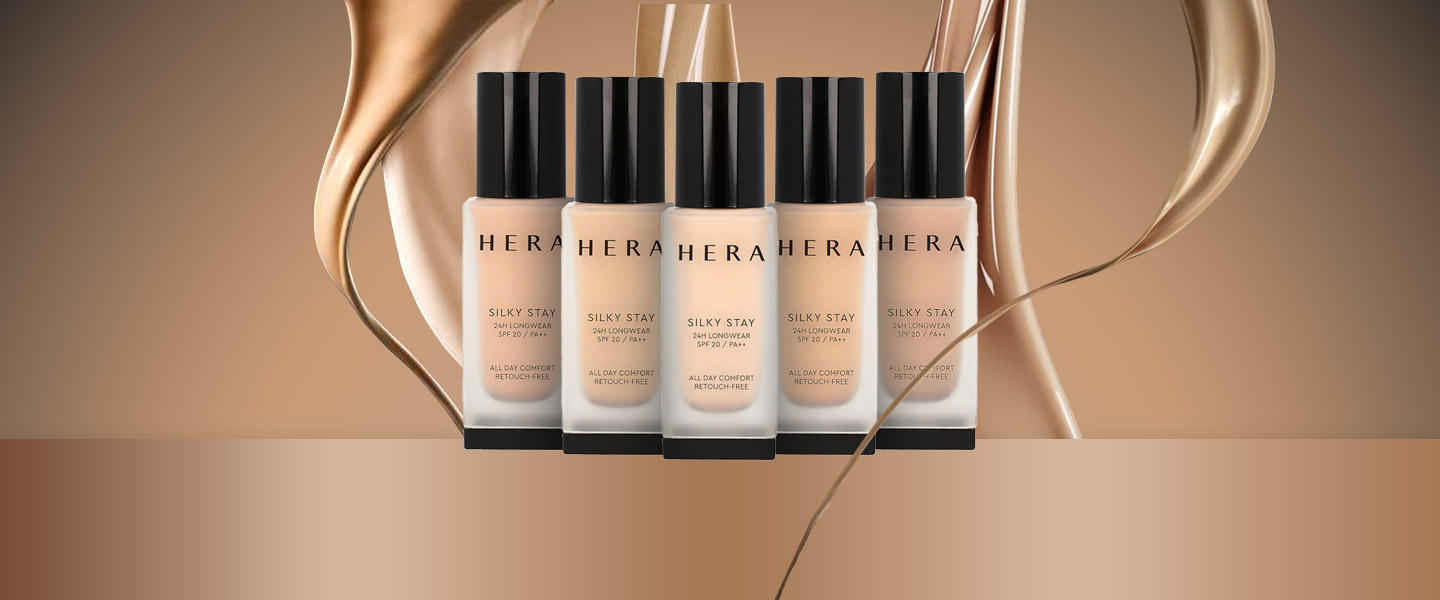 HERA
SILKY STAY
24H LONGWEAR
SPF 20 / PA++
ALL DAY COMFORT
RETOUCH-FREE
HERA
SILKY STAY
24H LONGWEAR
SPF 20 / PA++
ALL DAY COMFORT
RETOUCH-FREE
HERA
SILKY STAY
24H LONGWEAR
SPF 20 / PA++
ALL DAY COMFORT
RETOUCH-FREE
HERA
SILKY STAY
24H LONGWEAR
SPF 20 / PA++
ALL DAY COMFORT
RETOUCH-FREE
HERA
SILKY STAY
24H LONGWEAR
SPF 20 / PA++
ALL DAY COMFORT
RETOUCH-FREE